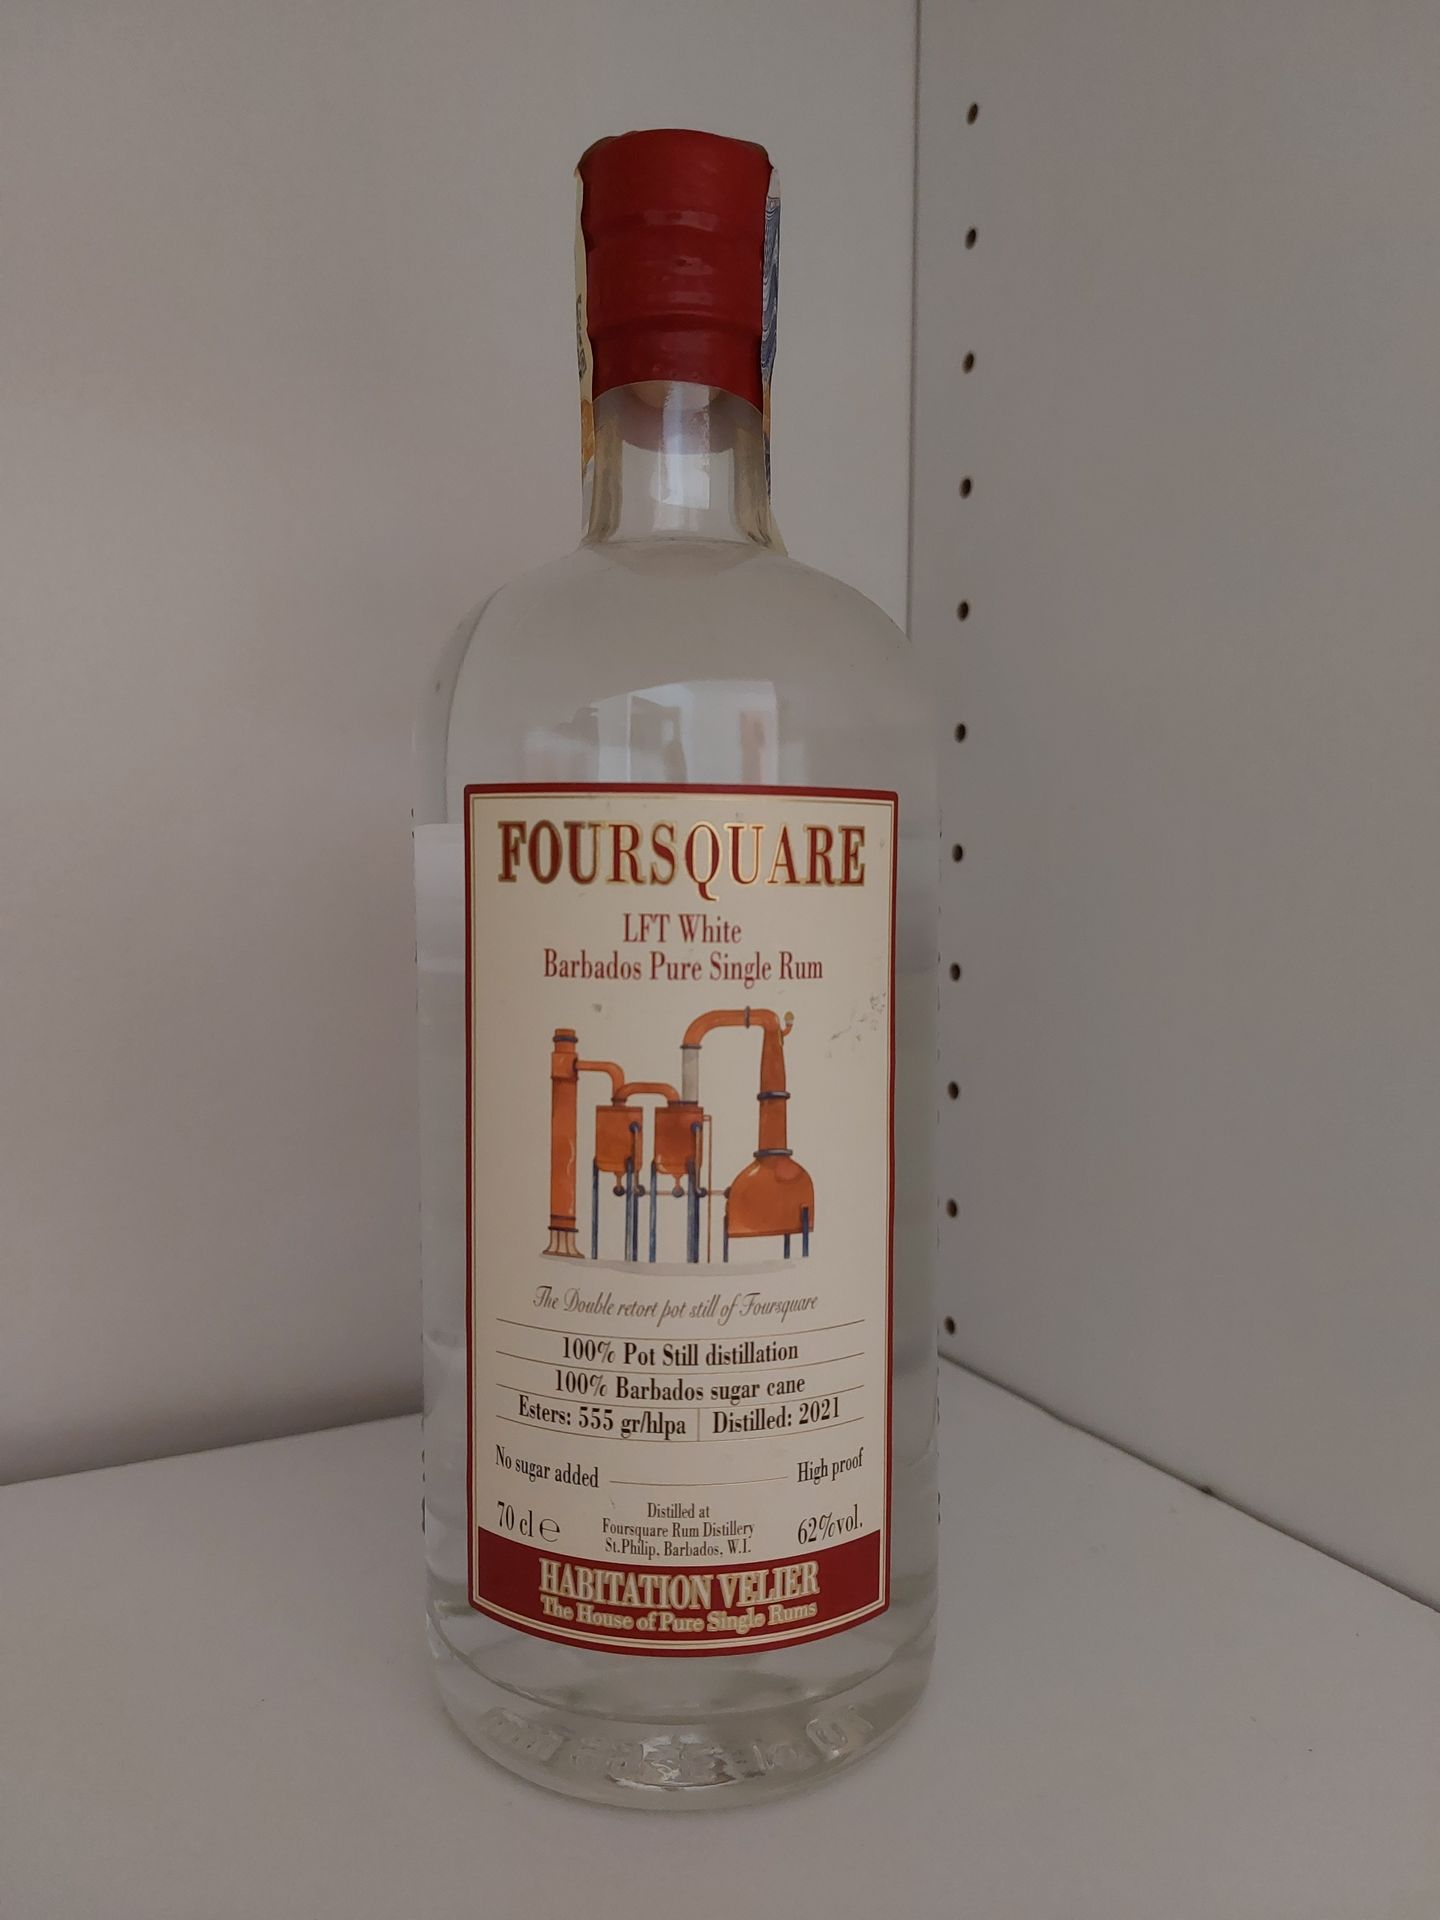 FOURSQUARE
LFT White
Barbados Pure Single Rum
The Double retort pot still of Foursquare
100% Pot Still distillation
100% Barbados sugar cane
Esters: 555 gr/hlpa Distilled: 2021
No sugar added High proof
70 cl ℮ 62%vol.
Distilled at
Foursquare Rum Distillery
St.Philip, Barbados, W.I.
HABITATION VELIER
The House of Pure Single Rums